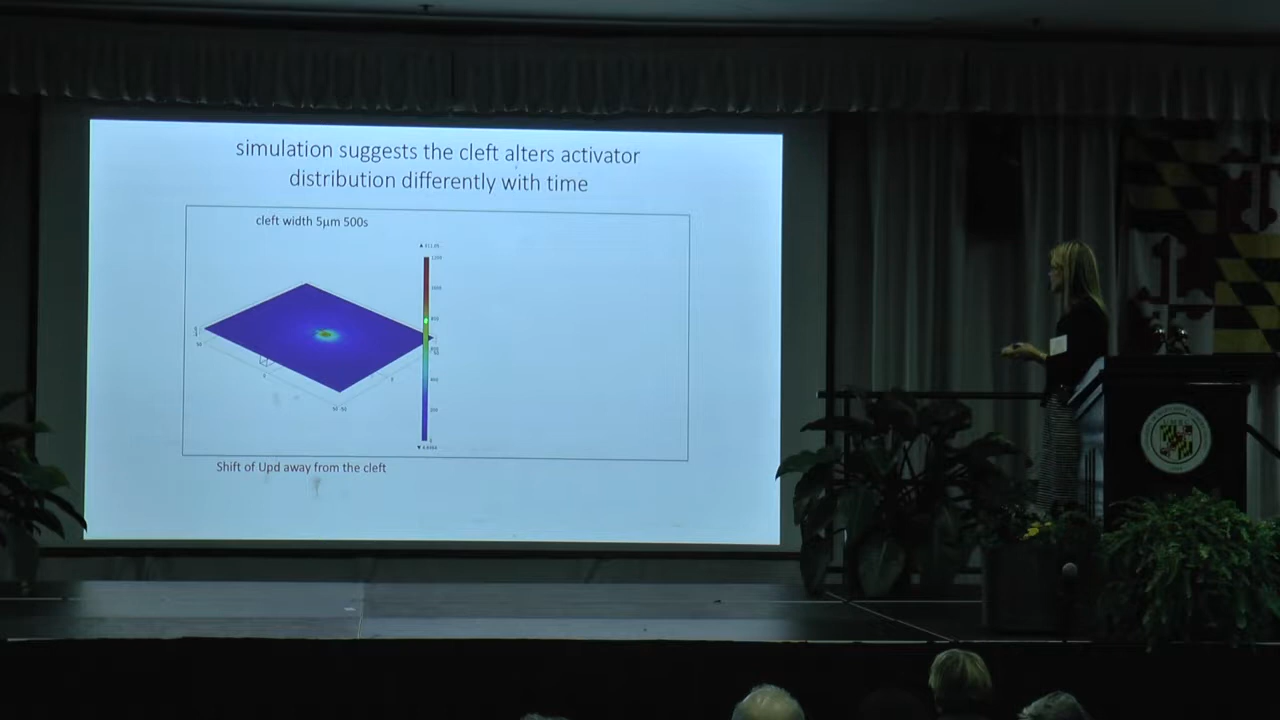 simulation suggests the cleft alters activator
distribution differently with time
cleft width 5µm 500s
Shift of Upd away from the cleft